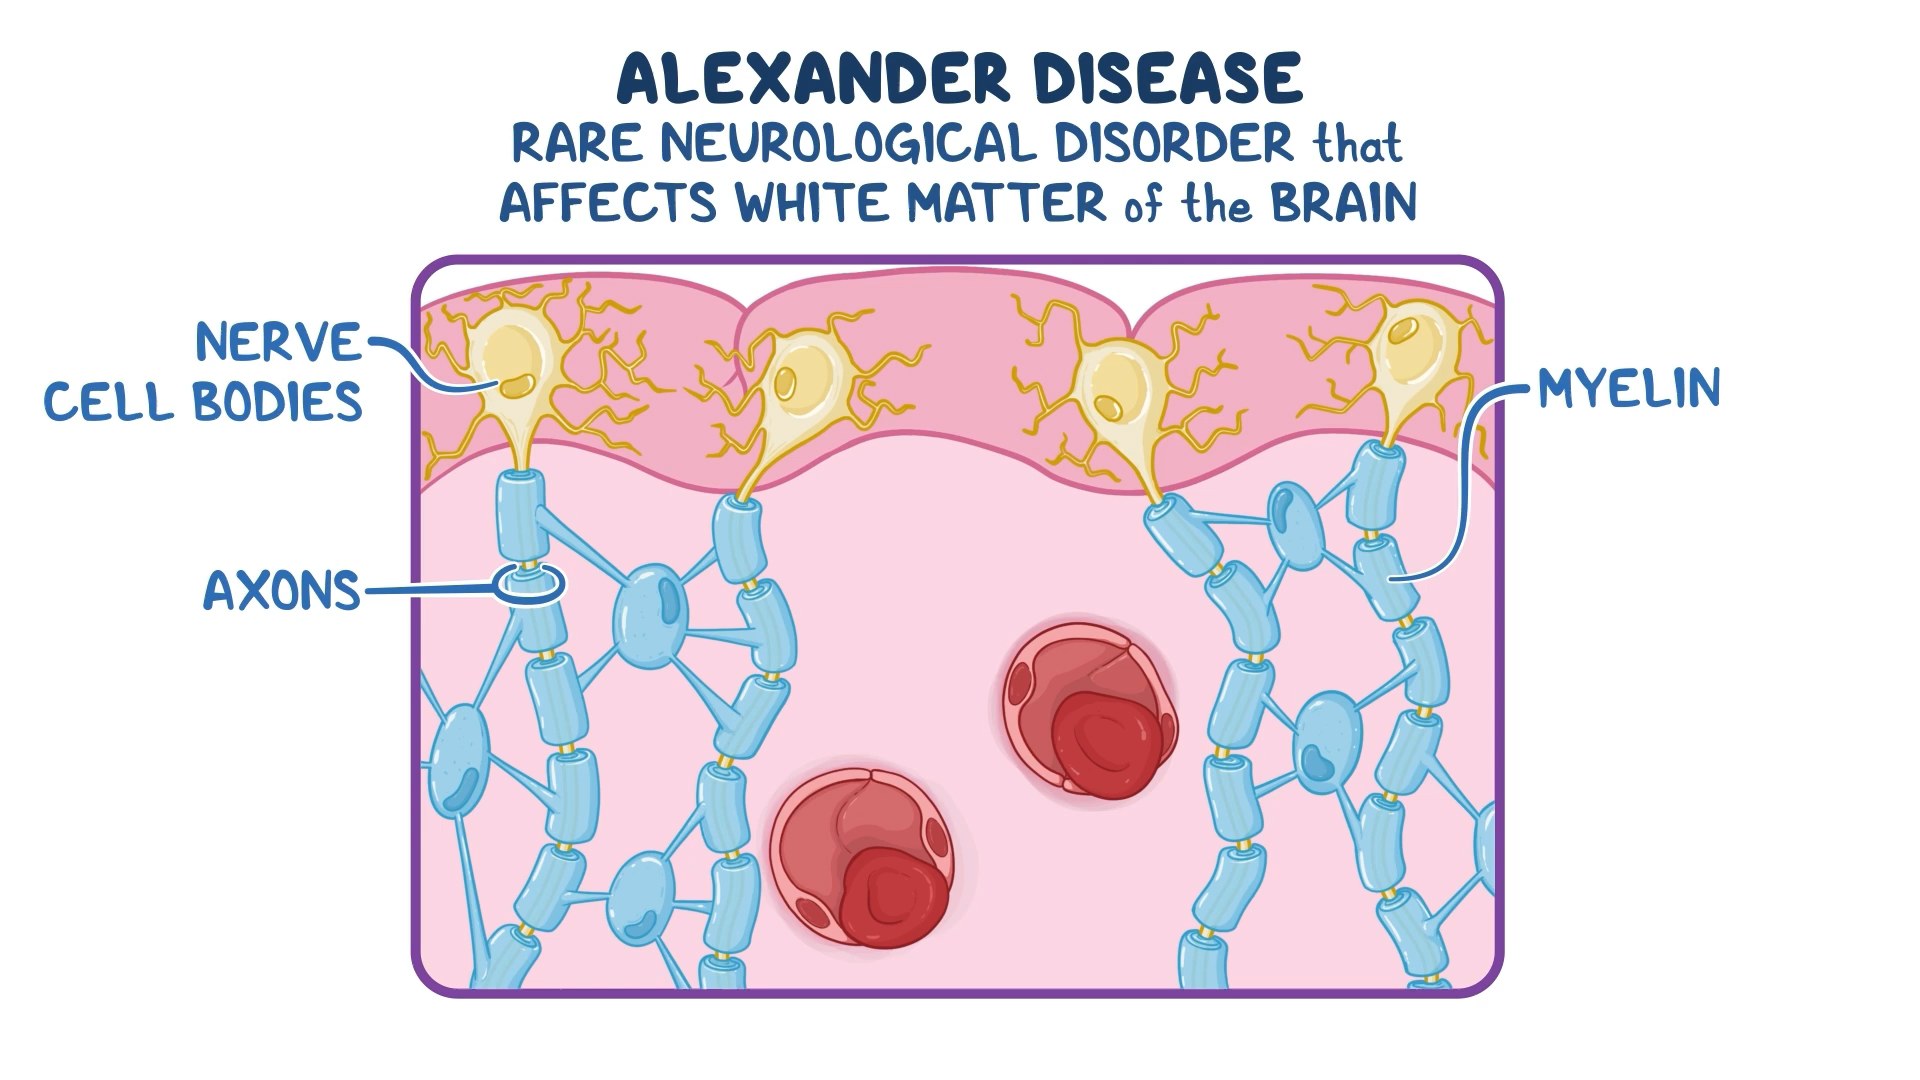 ALEXANDER DISEASE
RARE NEUROLOGICAL DISORDER that
AFFECTS WHITE MATTER of the BRAIN
NERVE
CELL BODIES
MYELIN
AXONS